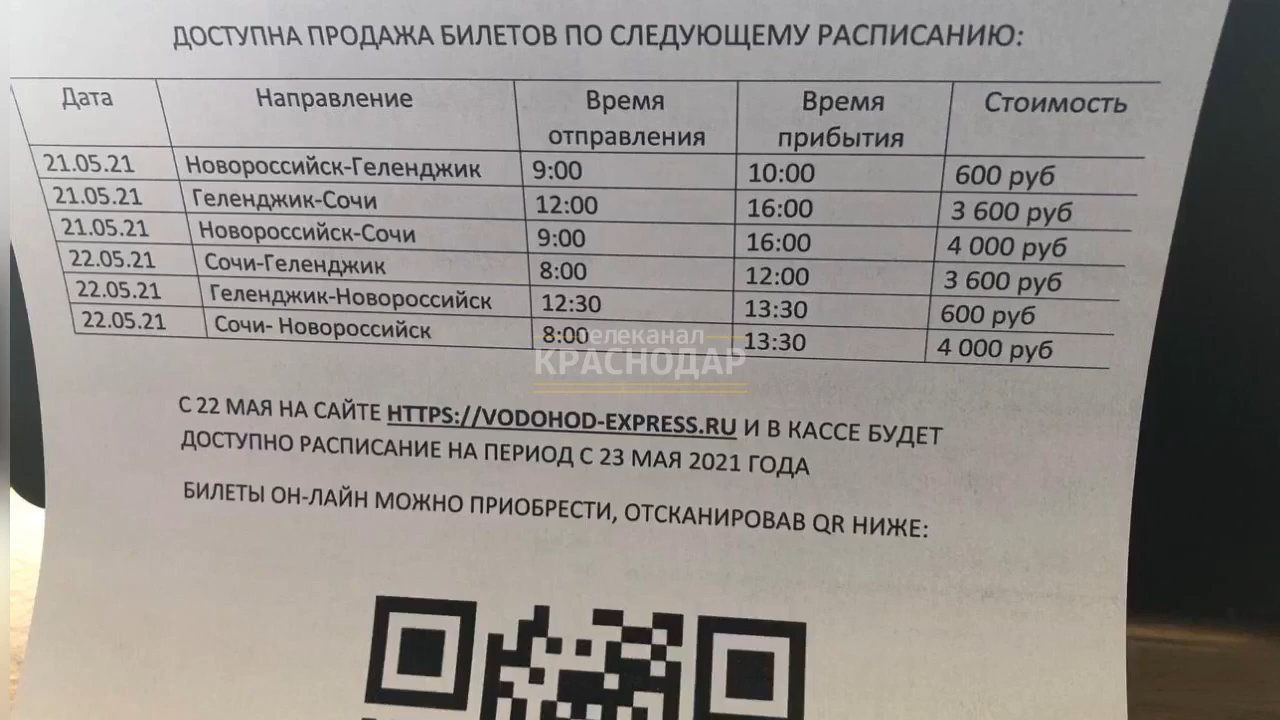 ДОСТУПНА ПРОДАЖА БИЛЕТОВ ПО СЛЕДУЮЩЕМУ РАСПИСАНИЮ:
Дата Направление Время отправления Время прибытия Стоимость
21.05.21 Новороссийск-Геленджик 9:00 10:00 600 руб
21.05.21 Геленджик-Сочи 12:00 16:00 3 600 руб
21.05.21 Новороссийск-Сочи 9:00 16:00 4 000 руб
22.05.21 Сочи-Геленджик 8:00 12:00 3 600 руб
22.05.21 Геленджик-Новороссийск 12:30 13:30 600 руб
22.05.21 Сочи- Новороссийск 8:00 13:30 4 000 руб
телеканал
КРАСНОДАР
С 22 МАЯ НА САЙТЕ HTTPS://VODOHOD-EXPRESS.RU И В КАССЕ БУДЕТ
ДОСТУПНО РАСПИСАНИЕ НА ПЕРИОД С 23 МАЯ 2021 ГОДА
БИЛЕТЫ ОН-ЛАЙН МОЖНО ПРИОБРЕСТИ, ОТСКАНИРОВАВ QR НИЖЕ: